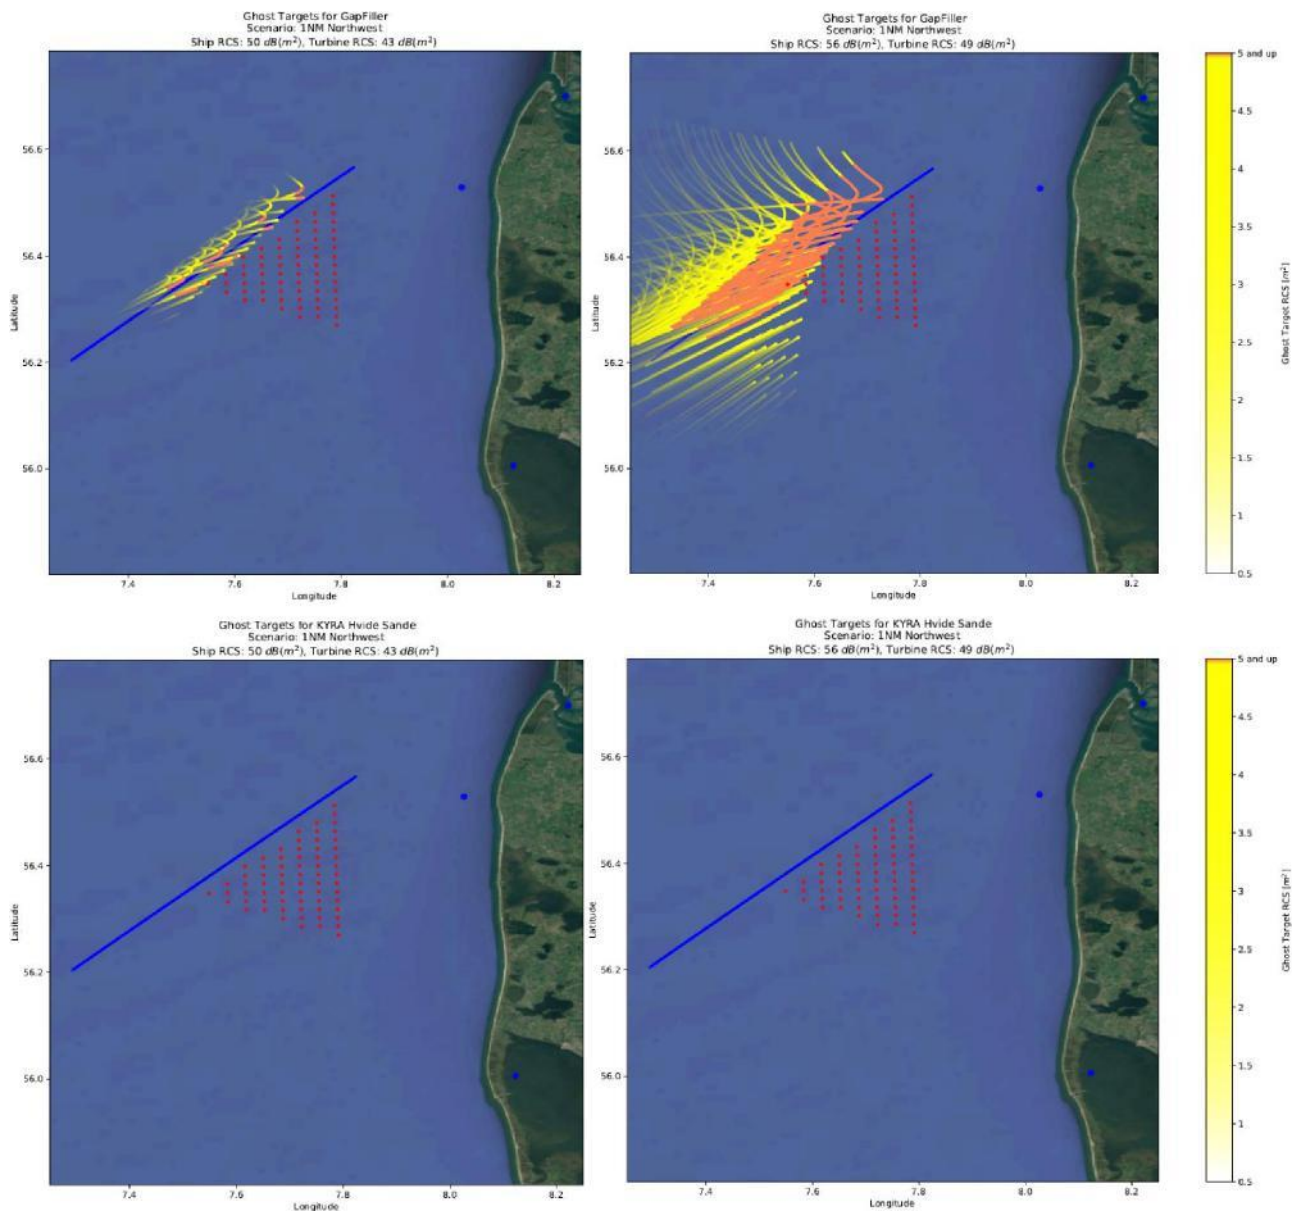 Ghost Targets for GapFiller
Scenario: 1NM Northwest
Ship RCS: 50 dB(m²), Turbine RCS: 43 dB(m²)
56.6
56.4
56.2
56.0
Latitude
7.4
7.6
7.8
8.0
8.2
Longitude
Ghost Targets for GapFiller
Scenario: 1NM Northwest
Ship RCS: 56 dB(m²), Turbine RCS: 49 dB(m²)
56.6
56.4
56.2
56.0
Latitude
7.4
7.6
7.8
8.0
8.2
Longitude
5 and up
4.5
4
3.5
3
2.5
2
1.5
1
0.5
Ghost Target RCS [m²]
Ghost Targets for KYRA Hvide Sande
Scenario: 1NM Northwest
Ship RCS: 50 dB(m²), Turbine RCS: 43 dB(m²)
56.6
56.4
56.2
56.0
Latitude
7.4
7.6
7.8
8.0
8.2
Longitude
Ghost Targets for KYRA Hvide Sande
Scenario: 1NM Northwest
Ship RCS: 56 dB(m²), Turbine RCS: 49 dB(m²)
56.6
56.4
56.2
56.0
Latitude
7.4
7.6
7.8
8.0
8.2
Longitude
5 and up
4.5
4
3.5
3
2.5
2
1.5
1
0.5
Ghost Target RCS [m²]